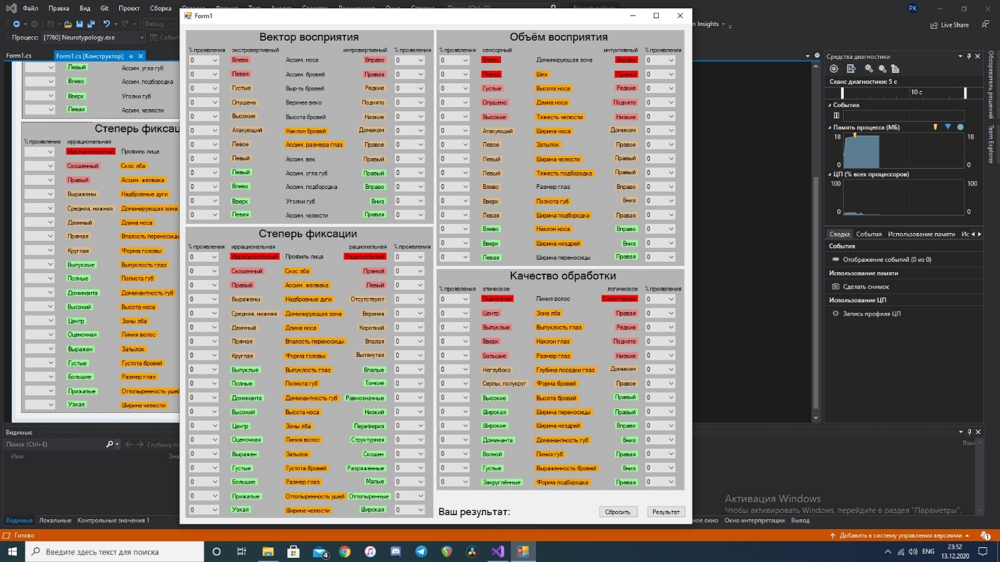 Файл Правка Вид Git Проект Сборка
Процесс: [7760] Neurotypology.exe
Debug
Live Share
PK
Form1.cs Form1.cs [Конструктор]
Form1
Вектор восприятия
% проявления экстровертивный интровертивный % проявления
0 Влево Ассим. носа Вправо 0
0 Левая Ассим. бровей Правая 0
0 Густые Выр-ть бровей Редкие 0
0 Опущено Верхнее веко Поднято 0
0 Высокие Высота бровей Низкие 0
0 Атакующий Наклон бровей Домиком 0
0 Левое Ассим. размера глаз Правое 0
0 Левый Ассим. век Правый 0
0 Левый Ассим. угла губ Правый 0
0 Влево Ассим. подбородка Вправо 0
0 Вверх Уголки губ Вниз 0
0 Левая Ассим. челюсти Правая 0
Степерь фиксации
% проявления иррациональная рациональная % проявления
0 Иррациональный Профиль лица Рациональный 0
0 Скошенный Скос лба Прямой 0
0 Правый Ассим. желвака Левый 0
0 Выражены Надбровные дуги Отсутствуют 0
0 Средняя, нижняя Доминирующая зона Верхняя 0
0 Длинный Длина носа Короткий 0
0 Прямая Впалость переносицы Впалая 0
0 Круглая Форма головы Вытянутая 0
0 Выпуклые Выпуклость глаз Впалые 0
0 Полные Полнота губ Тонкие 0
0 Доминанта Доминантность губ Равнозначные 0
0 Высокий Высота носа Низкий 0
0 Центр Зоны лба Переферия 0
0 Оценочная Линия волос Структурная 0
0 Выражен Затылок Скошен 0
0 Густые Густота бровей Разряженные 0
0 Большие Размер глаз Малые 0
0 Прижатые Оттопыренность ушей Оттопыренные 0
0 Узкая Ширина челюсти Широкая 0
Объём восприятия
% проявления сенсорный интуитивный % проявления
0 Влево Доминирующая зона Вправо 0
0 Левая Шея Правая 0
0 Густые Высота носа Редкие 0
0 Опущено Длина носа Поднято 0
0 Высокие Тяжесть челюсти Низкие 0
0 Атакующий Ширина носа Домиком 0
0 Левое Затылок Правое 0
0 Левый Ширина челюсти Правый 0
0 Левый Тяжесть подбородка Правый 0
0 Влево Размер глаз Вправо 0
0 Вверх Полнота губ Вниз 0
0 Левая Ширина подбородка Правая 0
0 Влево Наклон носа Вправо 0
0 Вверх Ширина ноздрей Вниз 0
0 Левая Ширина переносицы Правая 0
Качество обработки
% проявления этическое логическое % проявления
0 Оценочная Линия волос Структурная 0
0 Центр Зона лба Правая 0
0 Выпуклые Выпуклость глаз Редкие 0
0 Вверх Наклон глаз Поднято 0
0 Большие Размер глаз Низкие 0
0 Неглубоко Глубина посадки глаз Домиком 0
0 Серпы, полукруг Форма бровей Правое 0
0 Высокие Высота бровей Правый 0
0 Широкая Ширина переносицы Правый 0
0 Широкие Ширина ноздрей Вправо 0
0 Доминанта Доминантность губ Вниз 0
0 Волной Линия губ Правая 0
0 Густые Выраженность бровей Вниз 0
0 Закруглённые Форма подбородка Правая 0
Ваш результат: Сбросить Результат
Левый Ассим. угла губ
Влево Ассим. подбородка
Вверх Уголки губ
Левая Ассим. челюсти
Степерь фиксац
% проявления иррациональная
Иррациональный Профиль лица
Скошенный Скос лба
Правый Ассим. желвака
Выражены Надбровные дуги
Средняя, нижняя Доминирующая зона
Длинный Длина носа
Прямая Впалость переносицы
Круглая Форма головы
Выпуклые Выпуклость глаз
Полные Полнота губ
Доминанта Доминантность губ
Высокий Высота носа
Центр Зоны лба
Оценочная Линия волос
Выражен Затылок
Густые Густота бровей
Большие Размер глаз
Прижатые Оттопыренность ушей
Узкая Ширина челюсти
Средства диагностики
Сеанс диагностики: 5 с
10 с
События
Память процесса (МБ)
18 18
0 0
ЦП (% всех процессоров)
100 100
0 0
Сводка События Использование памяти Ис
События
Отображение событий (0 из 0)
Использование памяти
Сделать снимок
Использование ЦП
Запись профиля ЦП
Обозреватель решений Team Explorer
Видимые
Поиск (Ctrl+E) Глубина по
Имя Зна
Язы
Видимые Локальные Контрольные значения 1
ное окно Окно интерпретации Вывод
Активация Windows
Чтобы активировать Windows, перейдите в раздел "Параметры".
Готово
Добавить в систему управления версиями
1
Введите здесь текст для поиска
4
ENG
23:52
13.12.2020